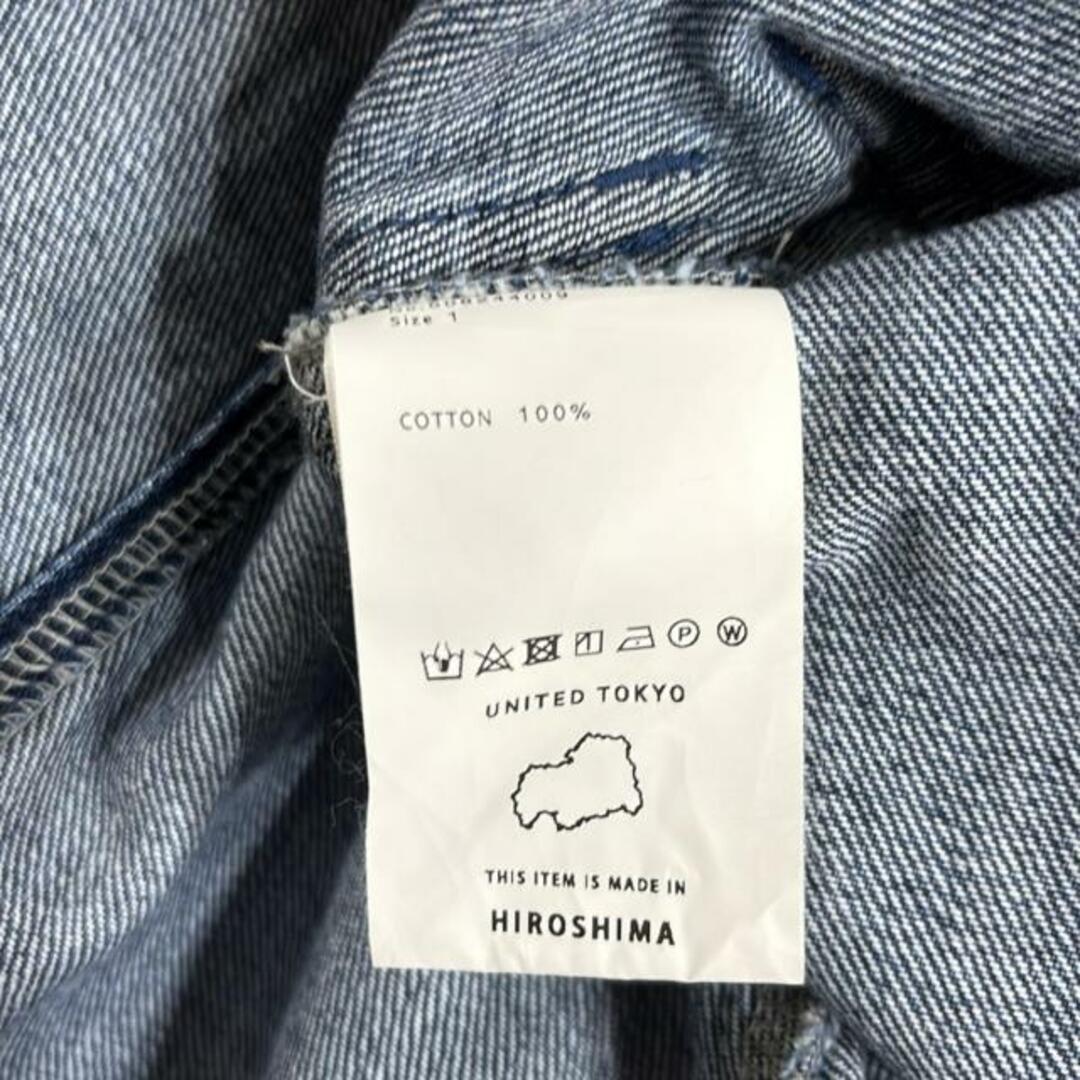 Size 1
COTTON 100%
P W
UNITED TOKYO
THIS ITEM IS MADE IN
HIROSHIMA